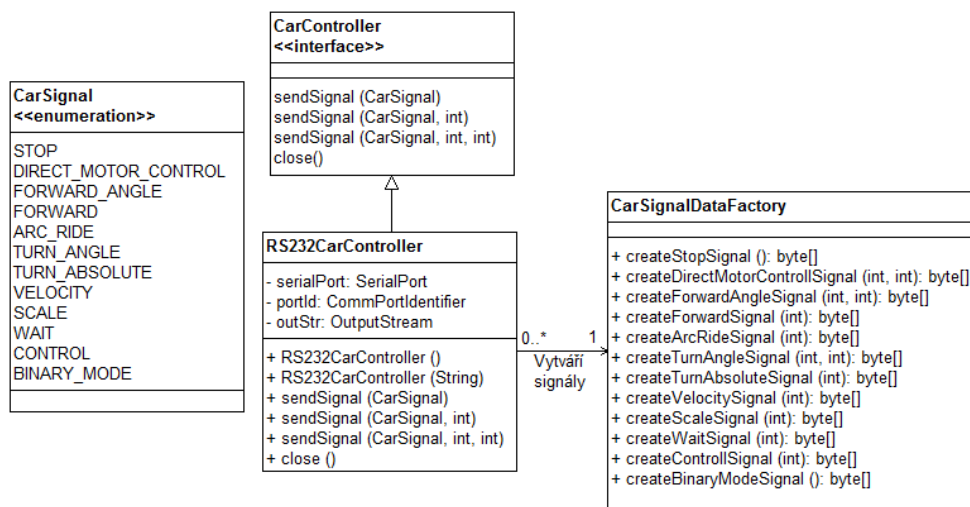 CarSignal
<<enumeration>>
STOP
DIRECT_MOTOR_CONTROL
FORWARD_ANGLE
FORWARD
ARC_RIDE
TURN_ANGLE
TURN_ABSOLUTE
VELOCITY
SCALE
WAIT
CONTROL
BINARY_MODE
CarController
<<interface>>
sendSignal (CarSignal)
sendSignal (CarSignal, int)
sendSignal (CarSignal, int, int)
close()
RS232CarController
- serialPort: SerialPort
- portId: CommPortIdentifier
- outStr: OutputStream
+ RS232CarController ()
+ RS232CarController (String)
+ sendSignal (CarSignal)
+ sendSignal (CarSignal, int)
+ sendSignal (CarSignal, int, int)
+ close ()
0..* 1
Vytváří
signály
CarSignalDataFactory
+ createStopSignal (): byte[]
+ createDirectMotorControllSignal (int, int): byte[]
+ createForwardAngleSignal (int, int): byte[]
+ createForwardSignal (int): byte[]
+ createArcRideSignal (int): byte[]
+ createTurnAngleSignal (int, int): byte[]
+ createTurnAbsoluteSignal (int): byte[]
+ createVelocitySignal (int): byte[]
+ createScaleSignal (int): byte[]
+ createWaitSignal (int): byte[]
+ createControllSignal (int): byte[]
+ createBinaryModeSignal (): byte[]